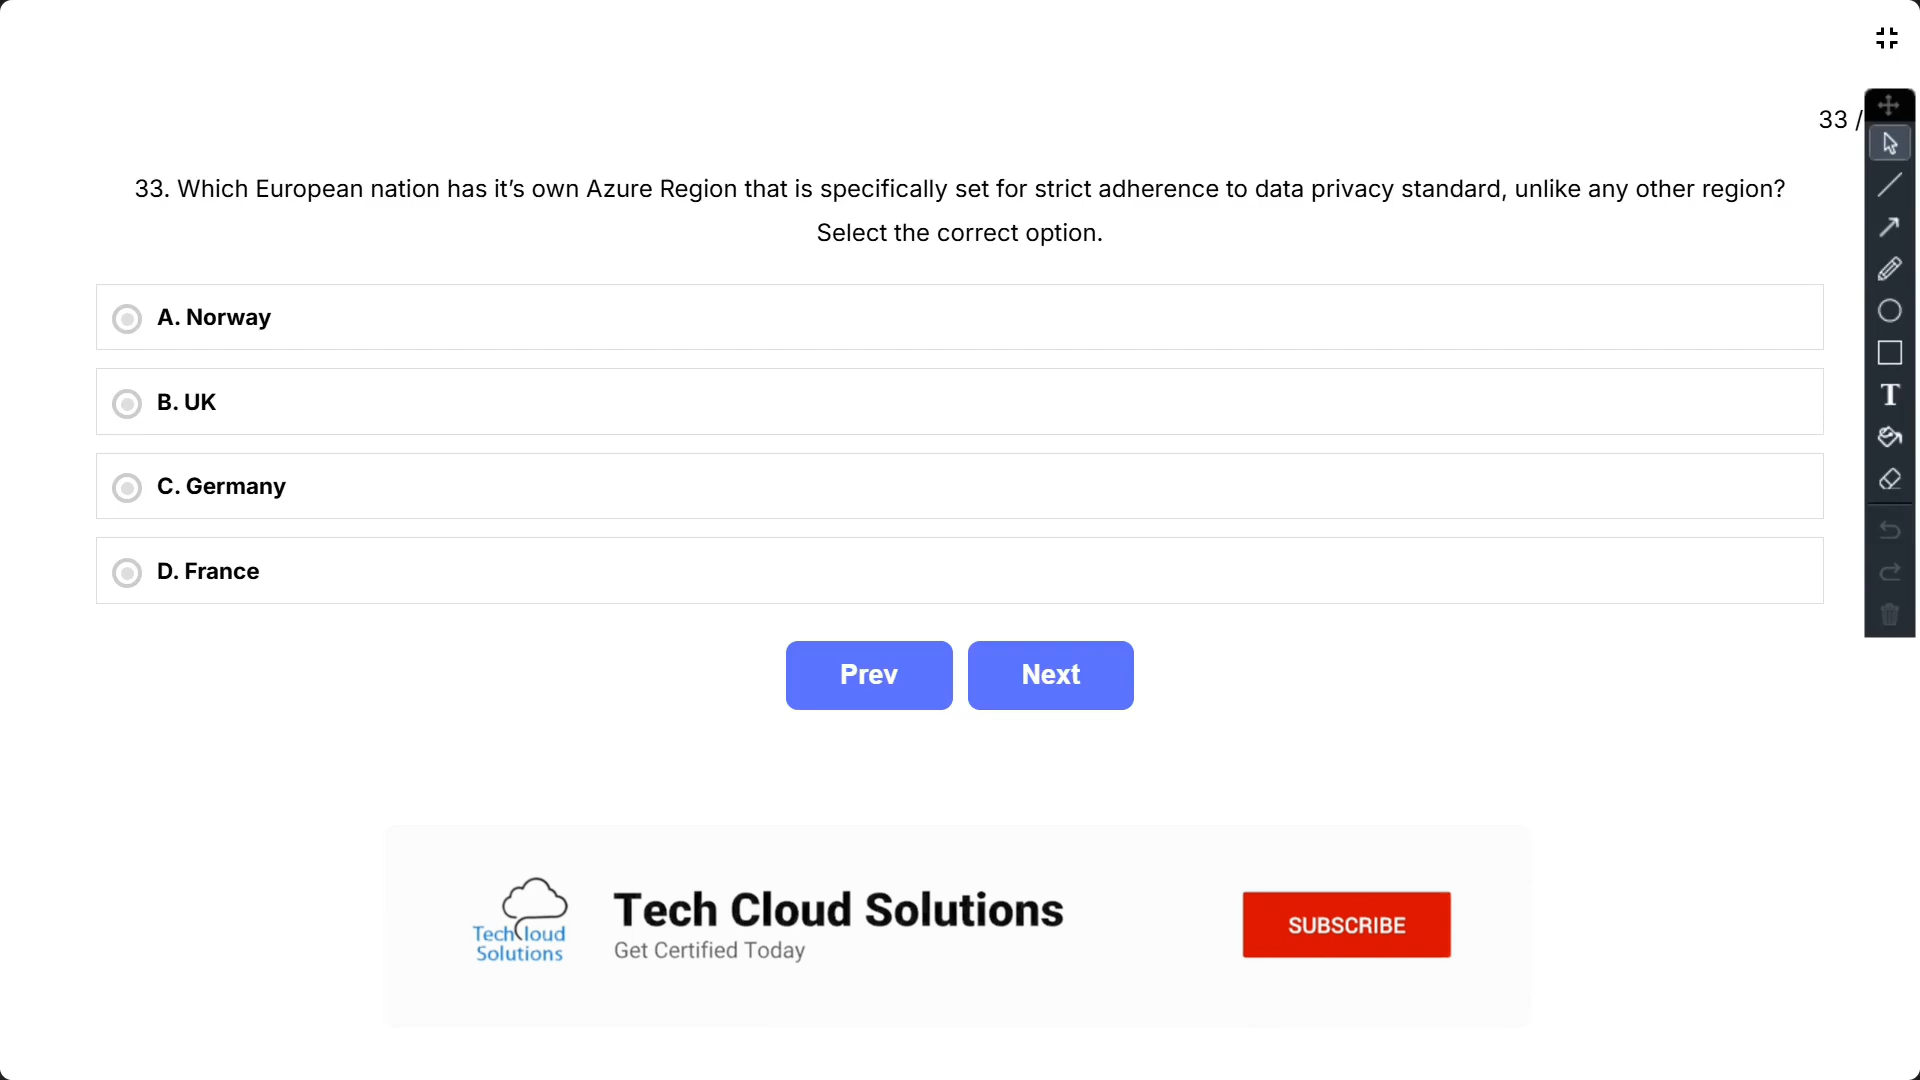 33 /
33. Which European nation has it’s own Azure Region that is specifically set for strict adherence to data privacy standard, unlike any other region?
Select the correct option.
A. Norway
B. UK
C. Germany
D. France
Prev Next
T
Tech loud
Solutions
Tech Cloud Solutions
Get Certified Today
SUBSCRIBE